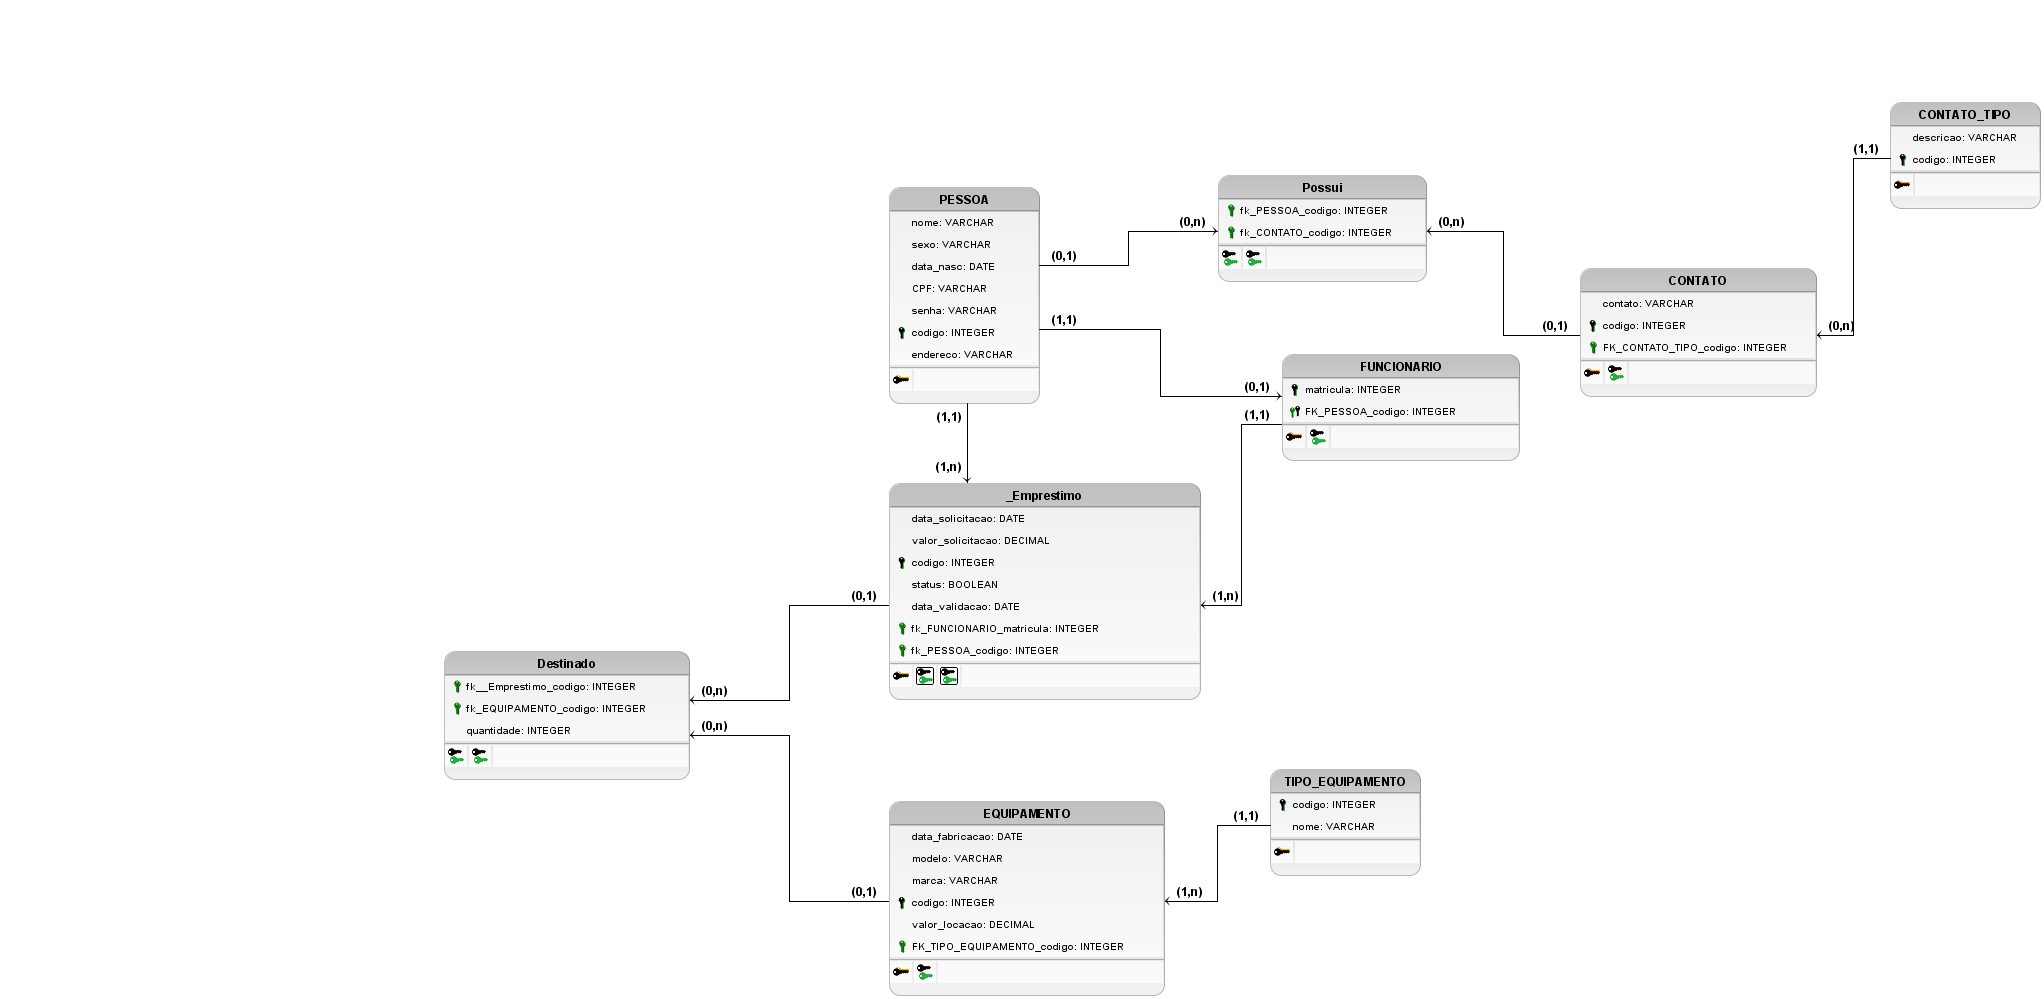 CONTATO_TIPO
descricao: VARCHAR
codigo: INTEGER
(1,1)
PESSOA
nome: VARCHAR
sexo: VARCHAR
data_nasc: DATE
CPF: VARCHAR
senha: VARCHAR
codigo: INTEGER
endereco: VARCHAR
(0,1)
(0,n)
Possui
fk_PESSOA_codigo: INTEGER
fk_CONTATO_codigo: INTEGER
(0,n)
(0,1)
CONTATO
contato: VARCHAR
codigo: INTEGER
FK_CONTATO_TIPO_codigo: INTEGER
(0,n)
(1,1)
(0,1)
FUNCIONARIO
matricula: INTEGER
FK_PESSOA_codigo: INTEGER
(1,1)
(1,1)
(1,n)
_Emprestimo
data_solicitacao: DATE
valor_solicitacao: DECIMAL
codigo: INTEGER
status: BOOLEAN
data_validacao: DATE
fk_FUNCIONARIO_matricula: INTEGER
fk_PESSOA_codigo: INTEGER
(1,n)
(0,1)
(0,n)
Destinado
fk__Emprestimo_codigo: INTEGER
fk_EQUIPAMENTO_codigo: INTEGER
quantidade: INTEGER
(0,n)
(0,1)
EQUIPAMENTO
data_fabricacao: DATE
modelo: VARCHAR
marca: VARCHAR
codigo: INTEGER
valor_locacao: DECIMAL
FK_TIPO_EQUIPAMENTO_codigo: INTEGER
(1,n)
(1,1)
TIPO_EQUIPAMENTO
codigo: INTEGER
nome: VARCHAR